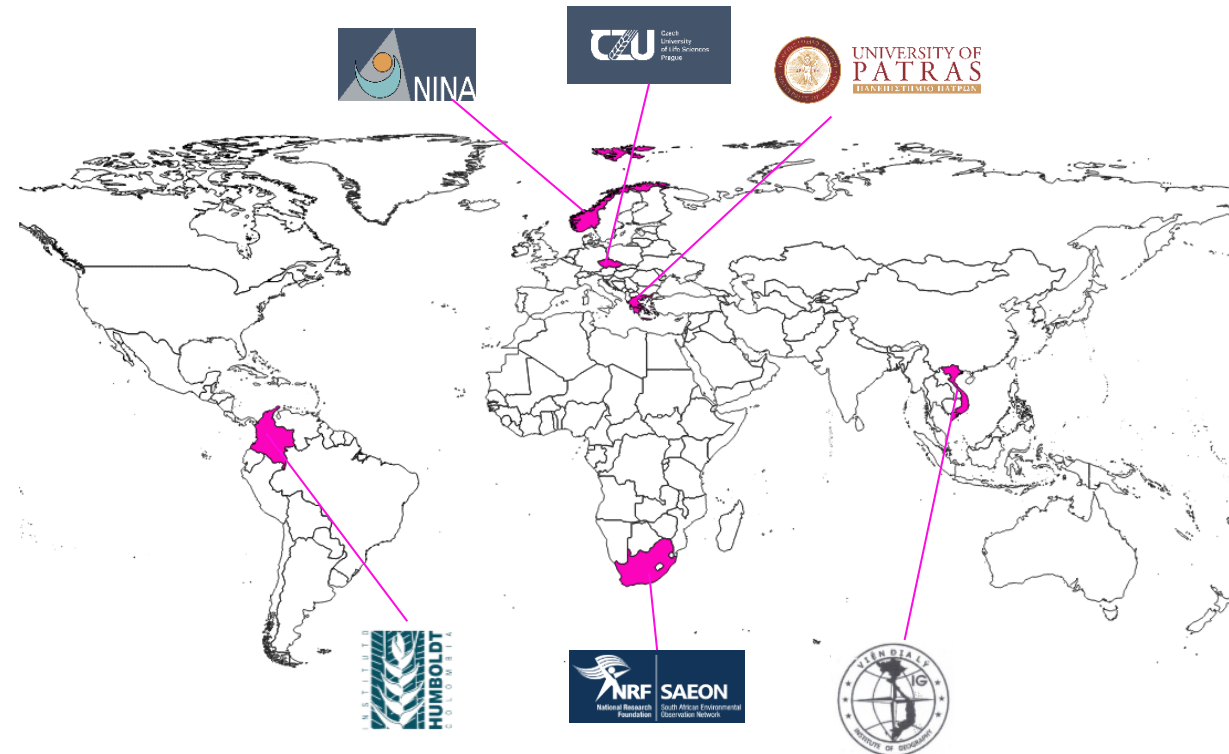 NINA
CZU
Czech
University
of Life Sciences
Prague
UNIVERSITY OF
PATRAS
ΠΑΝΕΠΙΣΤΗΜΙΟ ΠΑΤΡΩΝ
INSTITUTO
HUMBOLDT
COLOMBIA
NRF
National Research
Foundation
SAEON
South African Environmental
Observation Network
VIỆN ĐỊA LÝ
IG
INSTITUTE OF GEOGRAPHY